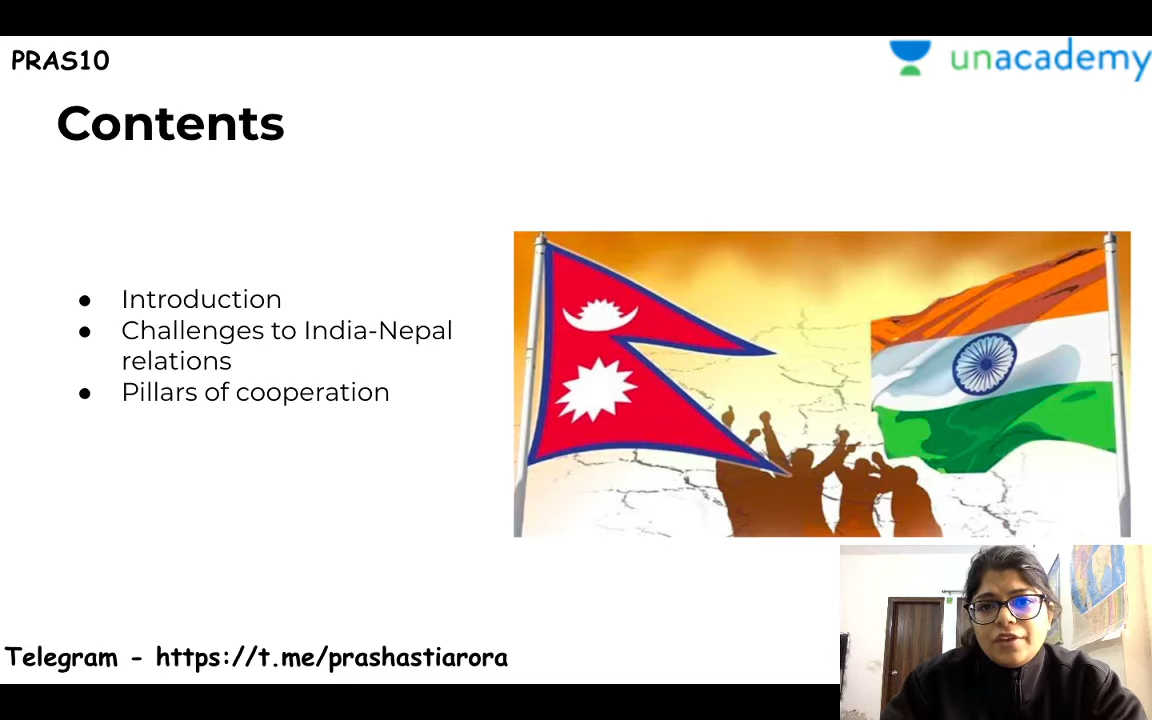 PRAS10
unacademy
Contents
● Introduction
● Challenges to India-Nepal
relations
● Pillars of cooperation
Telegram - https://t.me/prashastiarora